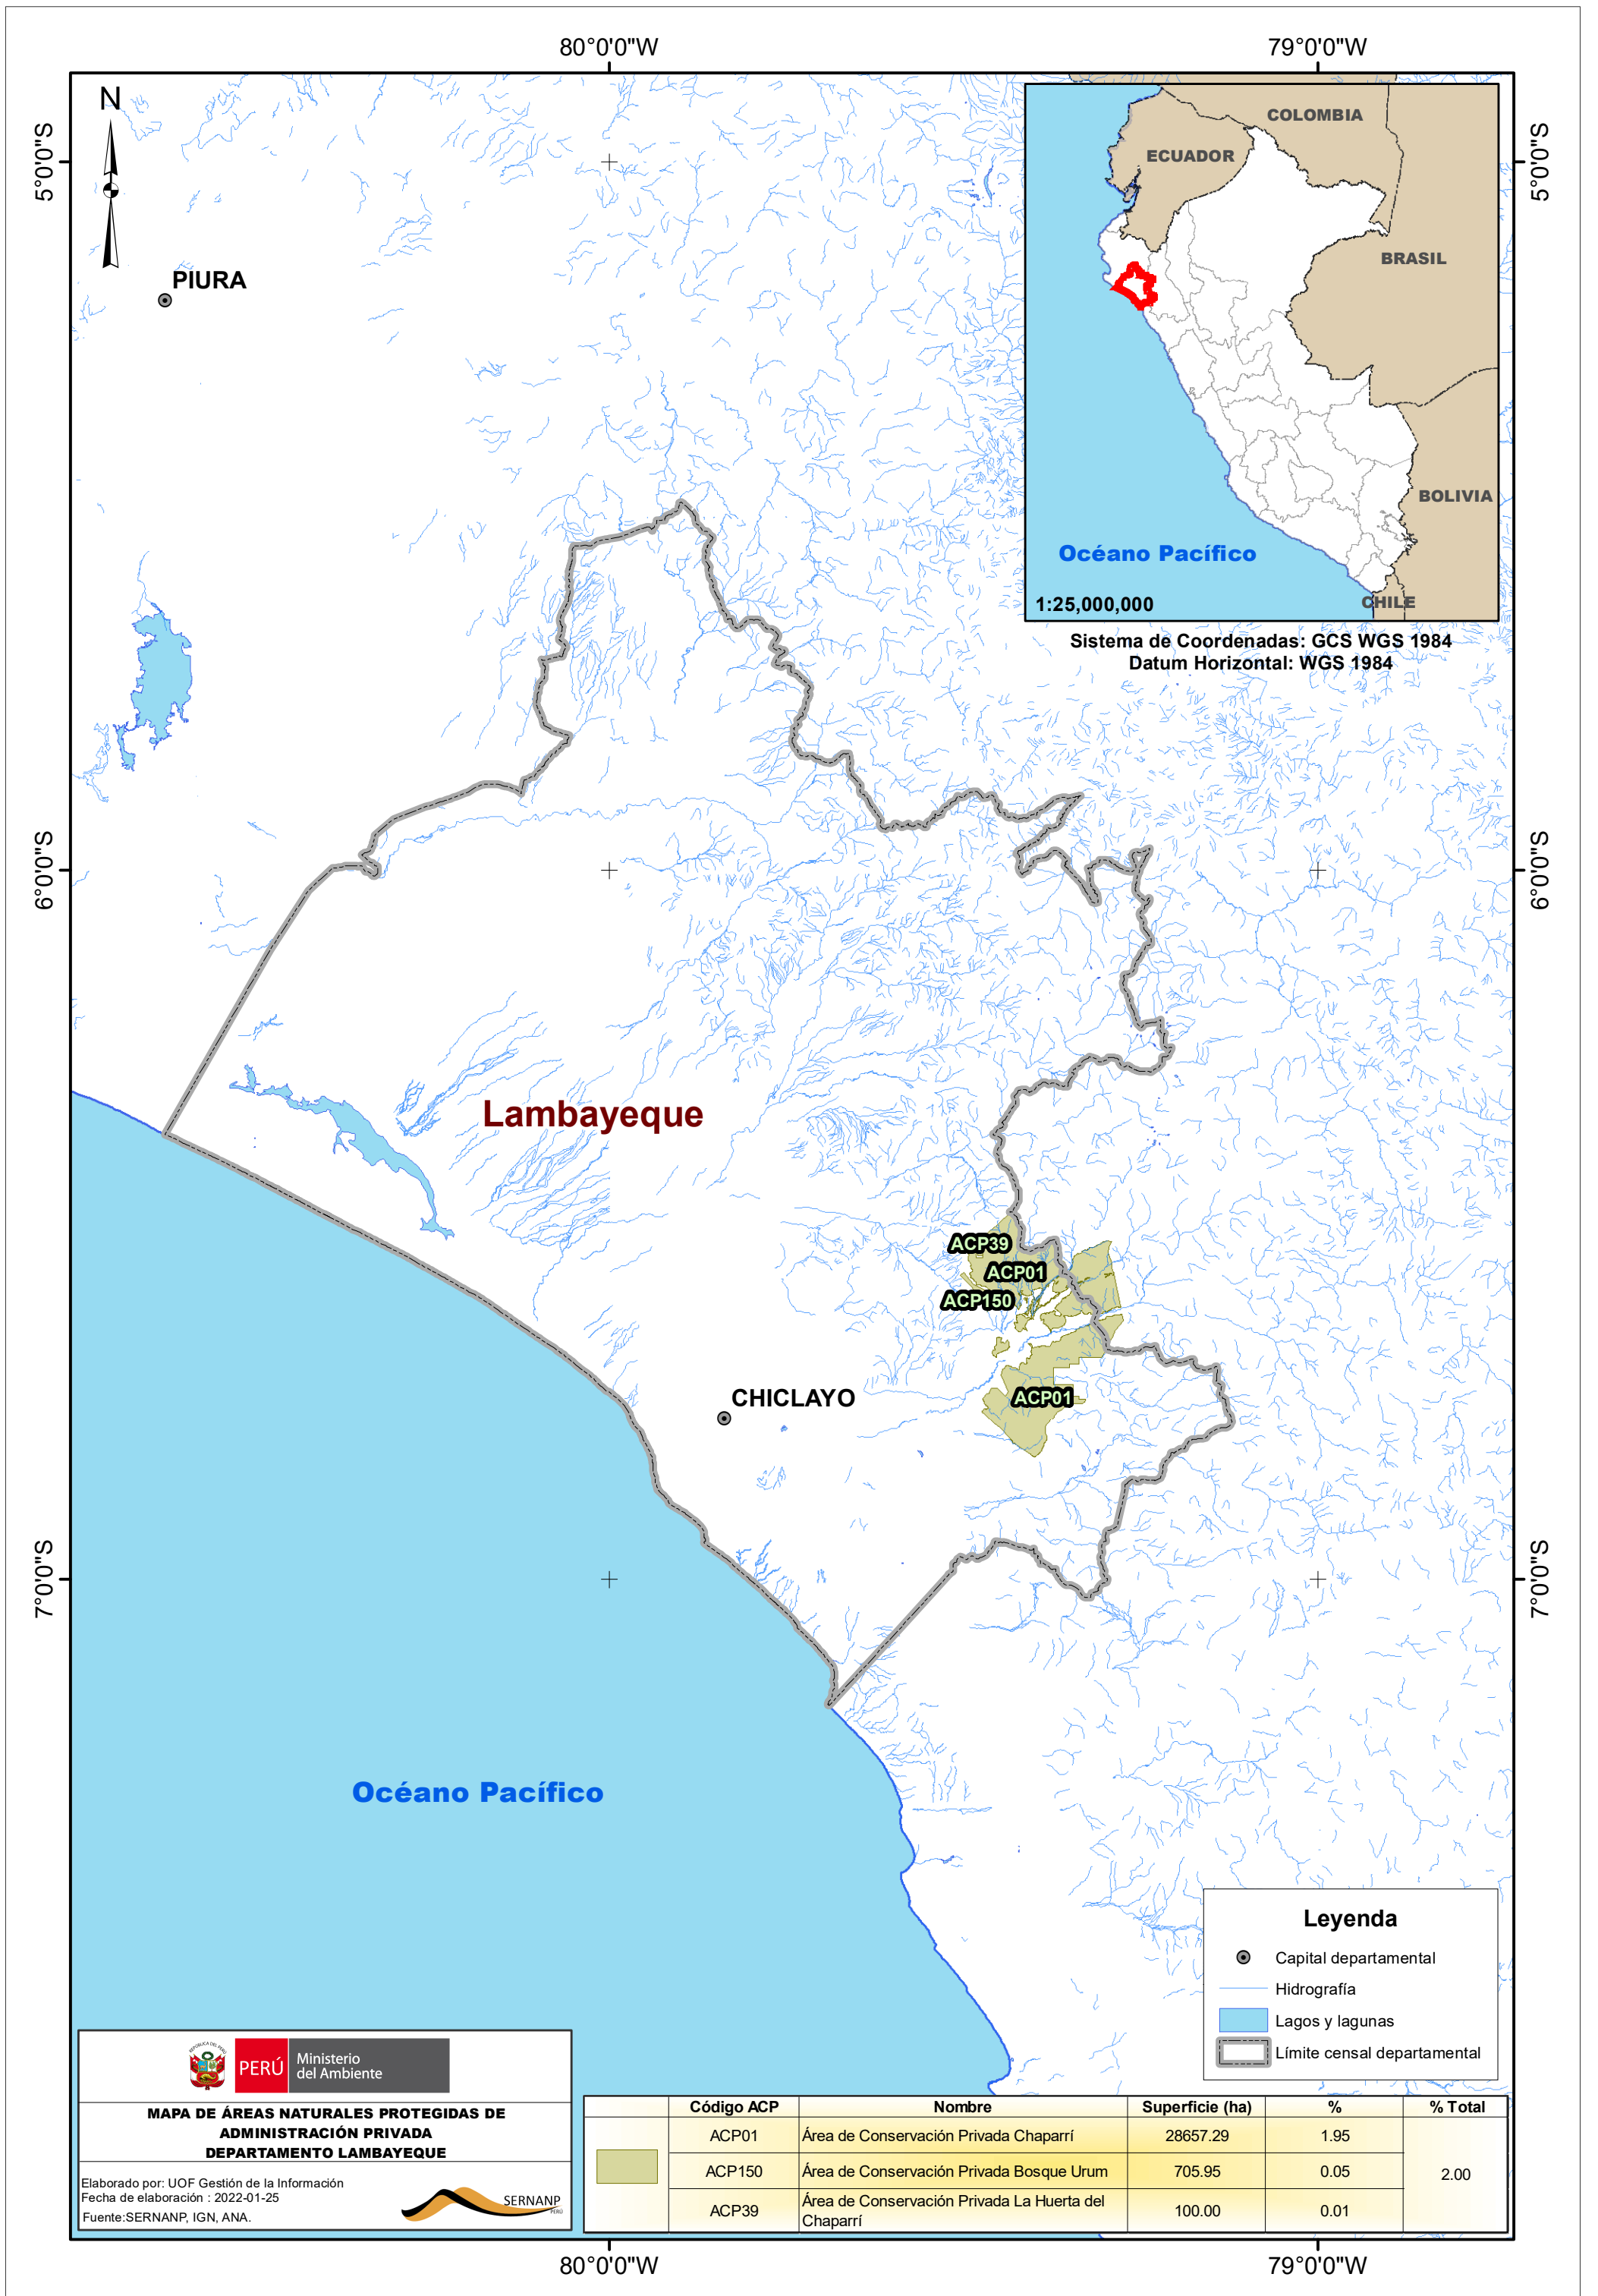 80°0'0"W
79°0'0"W
N
5°0'0"S
5°0'0"S
COLOMBIA
ECUADOR
BRASIL
BOLIVIA
Océano Pacífico
1:25,000,000
CHILE
Sistema de Coordenadas: GCS WGS 1984
Datum Horizontal: WGS 1984
PIURA
6°0'0"S
6°0'0"S
Lambayeque
ACP39
ACP01
ACP150
ACP01
CHICLAYO
7°0'0"S
7°0'0"S
Océano Pacífico
Leyenda
Capital departamental
Hidrografía
Lagos y lagunas
Límite censal departamental
REPÚBLICA DEL PERÚ
PERÚ
Ministerio
del Ambiente
MAPA DE ÁREAS NATURALES PROTEGIDAS DE
ADMINISTRACIÓN PRIVADA
DEPARTAMENTO LAMBAYEQUE
Elaborado por: UOF Gestión de la Información
Fecha de elaboración : 2022-01-25
Fuente:SERNANP, IGN, ANA.
SERNANP
PERÚ
Código ACP Nombre Superficie (ha) % % Total
ACP01 Área de Conservación Privada Chaparrí 28657.29 1.95
ACP150 Área de Conservación Privada Bosque Urum 705.95 0.05 2.00
ACP39 Área de Conservación Privada La Huerta del
Chaparrí 100.00 0.01
80°0'0"W
79°0'0"W